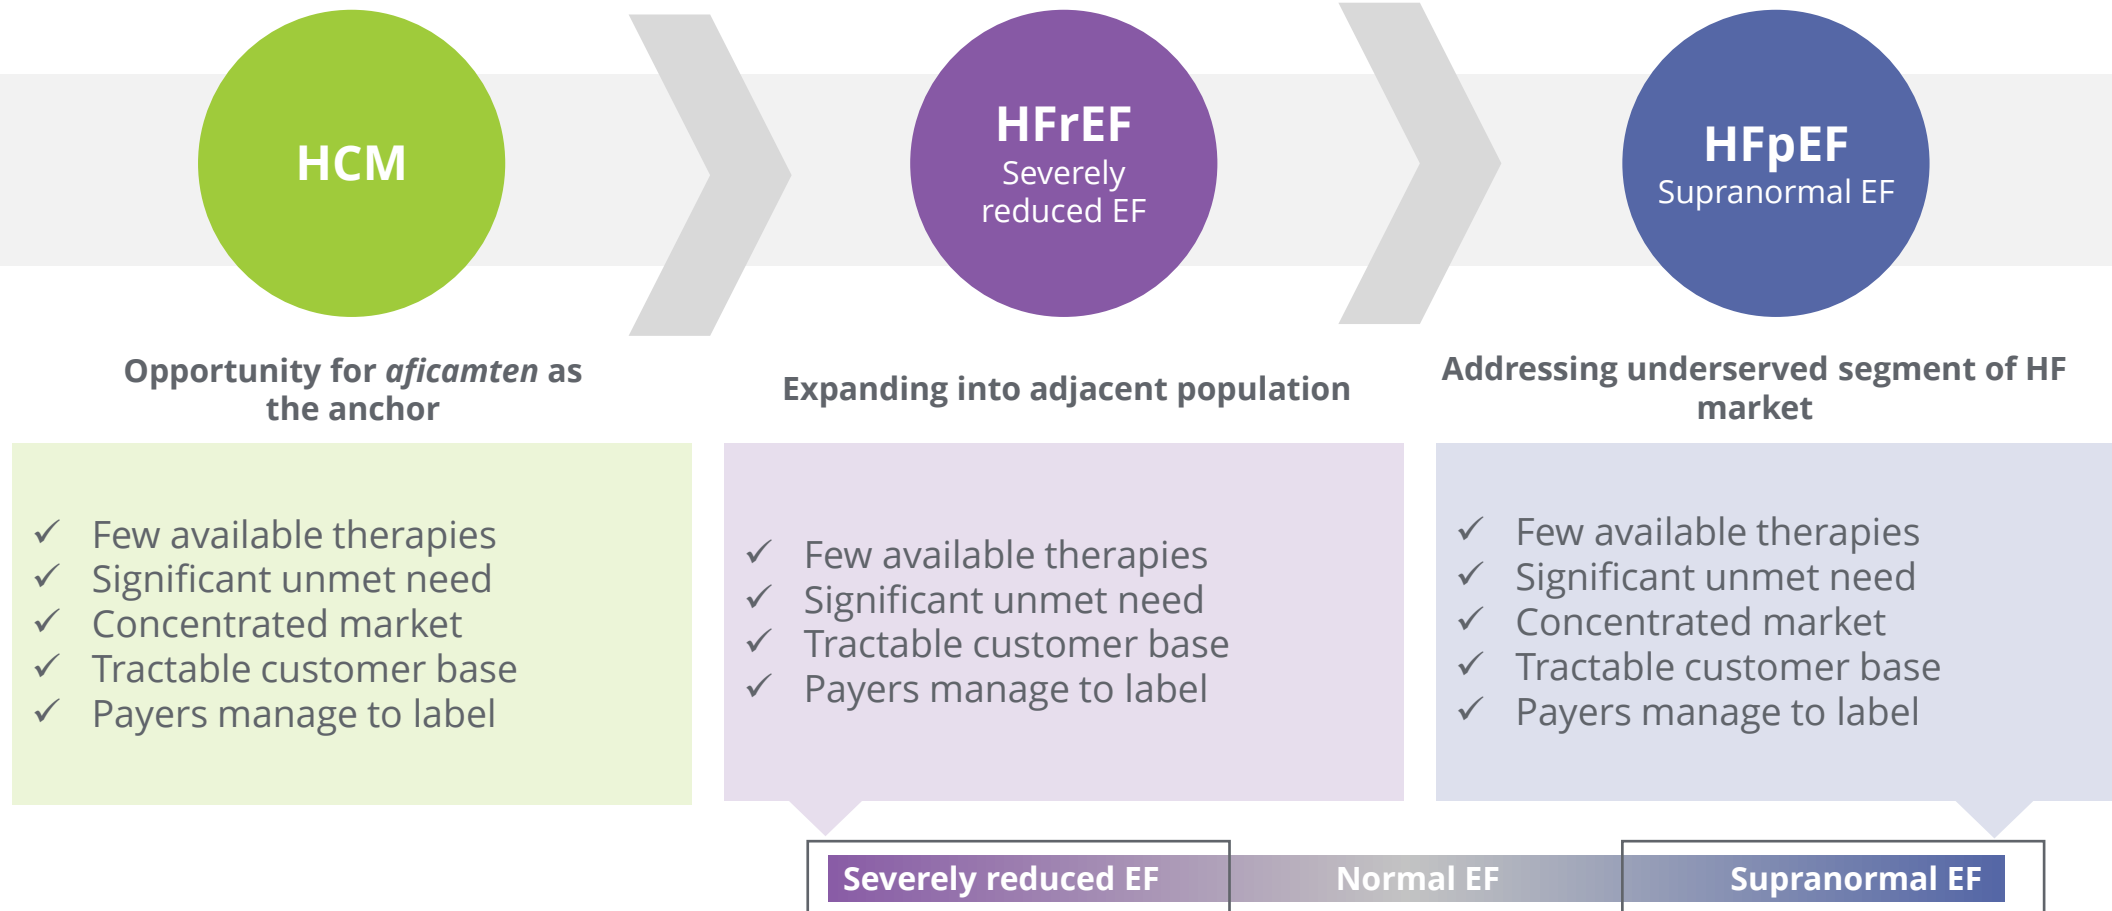 HCM
HFrEF
Severely
reduced EF
HFpEF
Supranormal EF
Opportunity for aficamten as
the anchor
✓ Few available therapies
✓ Significant unmet need
✓ Concentrated market
✓ Tractable customer base
✓ Payers manage to label
Expanding into adjacent population
✓ Few available therapies
✓ Significant unmet need
✓ Tractable customer base
✓ Payers manage to label
Addressing underserved segment of HF
market
✓ Few available therapies
✓ Significant unmet need
✓ Concentrated market
✓ Tractable customer base
✓ Payers manage to label
Severely reduced EF
Normal EF
Supranormal EF